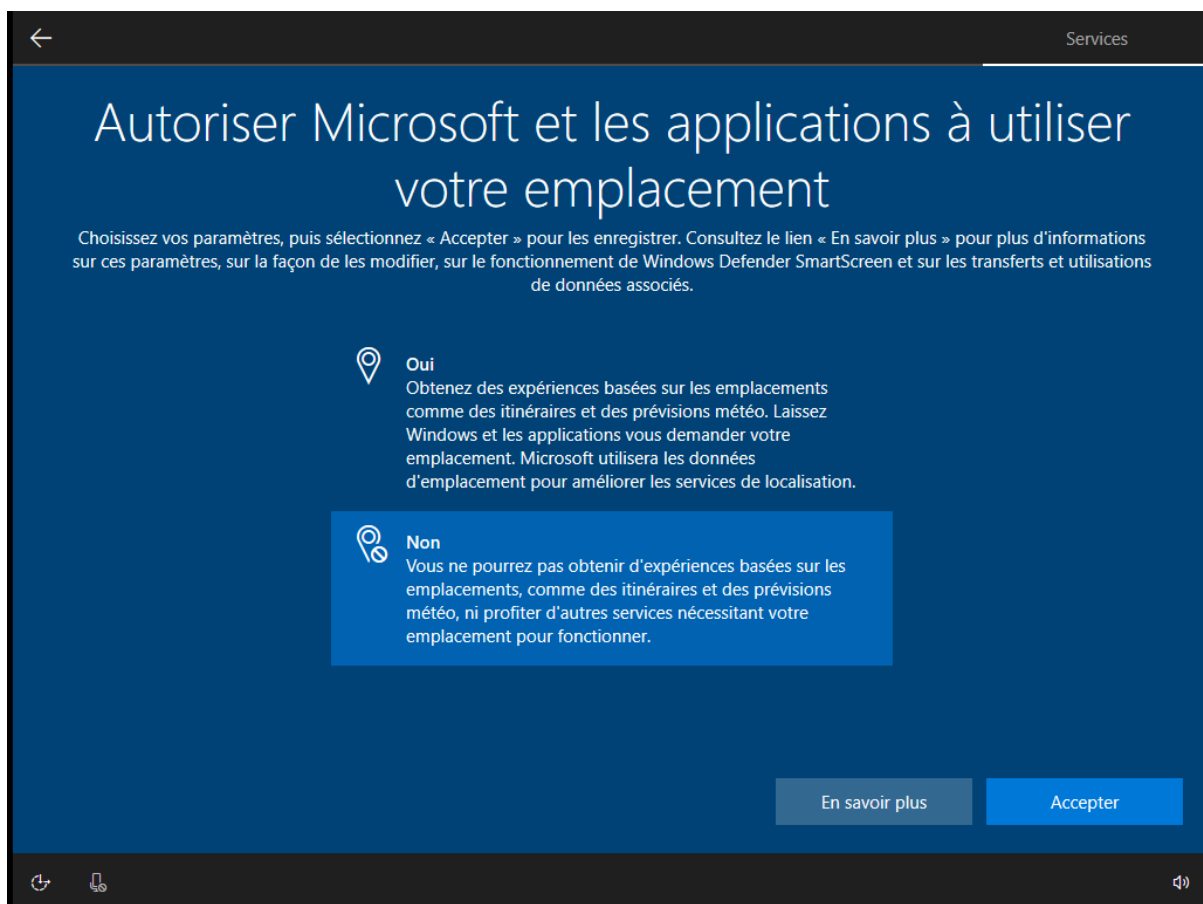 Services
Autoriser Microsoft et les applications à utiliser
votre emplacement
Choisissez vos paramètres, puis sélectionnez « Accepter » pour les enregistrer. Consultez le lien « En savoir plus » pour plus d'informations
sur ces paramètres, sur la façon de les modifier, sur le fonctionnement de Windows Defender SmartScreen et sur les transferts et utilisations
de données associés.
Oui
Obtenez des expériences basées sur les emplacements
comme des itinéraires et des prévisions météo. Laissez
Windows et les applications vous demander votre
emplacement. Microsoft utilisera les données
d'emplacement pour améliorer les services de localisation.
Non
Vous ne pourrez pas obtenir d'expériences basées sur les
emplacements, comme des itinéraires et des prévisions
météo, ni profiter d'autres services nécessitant votre
emplacement pour fonctionner.
En savoir plus
Accepter